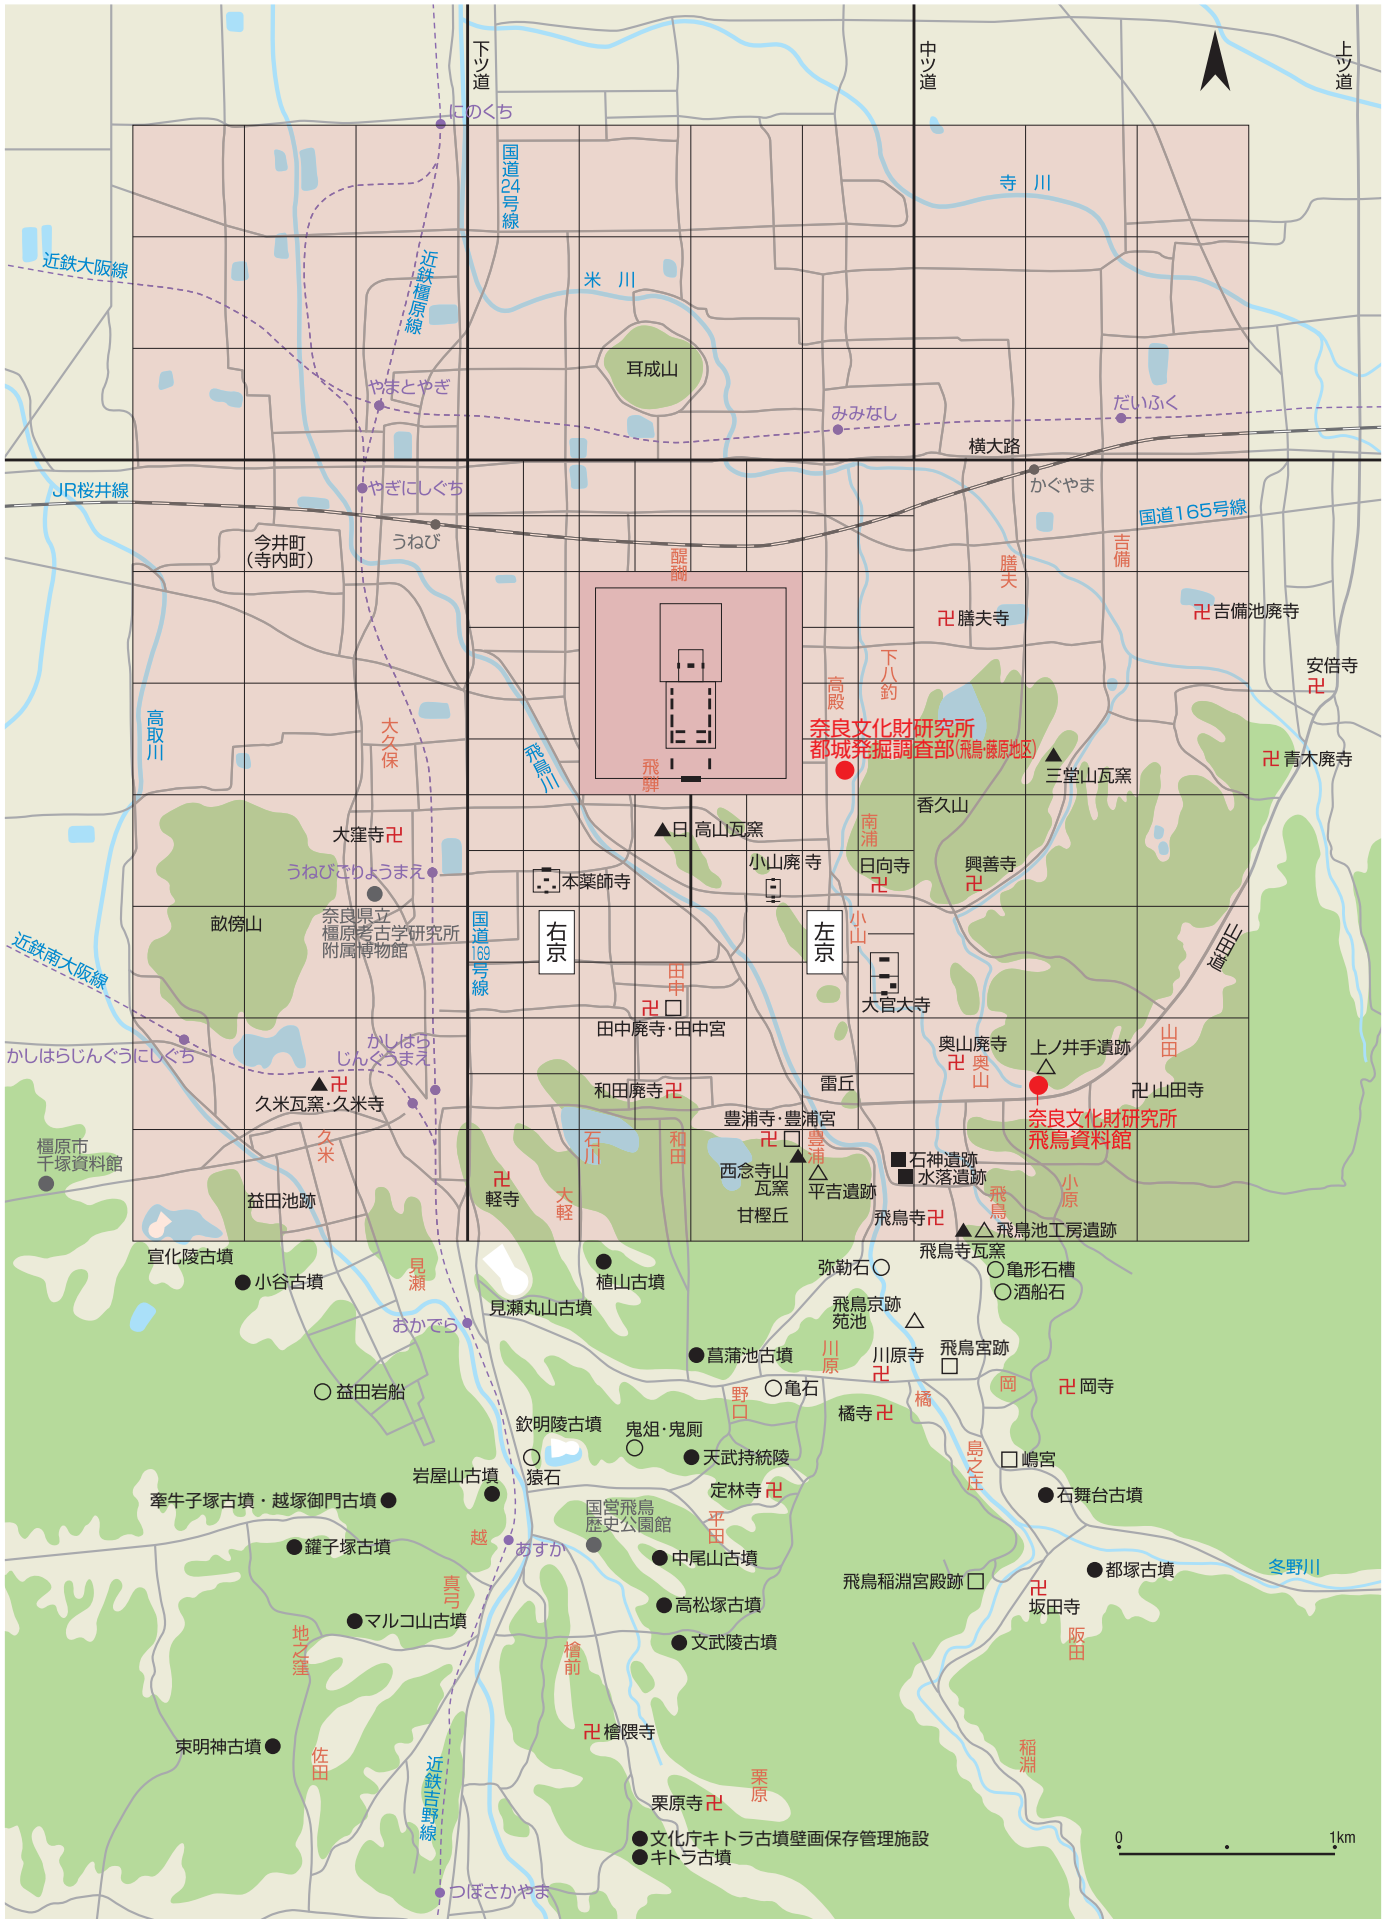 下ツ道
中ツ道
上ツ道
にのくち
国道24号線
寺 川
近鉄大阪線
近鉄橿原線
米 川
耳成山
やまとやぎ
みみなし
だいふく
横大路
JR桜井線
やぎにしぐち
かぐやま
国道165号線
今井町
(寺内町)
うねび
醍醐
膳夫
吉備
卍膳夫寺
卍吉備池廃寺
下八釣
高殿
安倍寺
卍
高取川
大久保
飛鳥川
飛騨
奈良文化財研究所
都城発掘調査部(飛鳥・藤原地区)
三堂山瓦窯
卍青木廃寺
香久山
大窪寺卍
日高山瓦窯
南浦
小山廃寺
日向寺
卍
興善寺
卍
うねびごりょうまえ
本薬師寺
畝傍山
奈良県立
橿原考古学研究所
附属博物館
国道169号線
右京
左京
小山
山田道
近鉄南大阪線
田中
卍
田中廃寺・田中宮
大官大寺
かしはらじんぐうにしぐち
かしはら
じんぐうまえ
奥山廃寺
卍
奥山
上ノ井手遺跡
山田
卍
久米瓦窯・久米寺
和田廃寺卍
雷丘
卍山田寺
豊浦寺・豊浦宮
卍
豊浦
奈良文化財研究所
飛鳥資料館
橿原市
千塚資料館
久米
石川
和田
西念寺山
瓦窯
平吉遺跡
石神遺跡
水落遺跡
益田池跡
卍
軽寺
大軽
甘樫丘
飛鳥寺卍
飛鳥
小原
飛鳥池工房遺跡
飛鳥寺瓦窯
宣化陵古墳
小谷古墳
見瀬
植山古墳
弥勒石
亀形石槽
酒船石
見瀬丸山古墳
飛鳥京跡
苑池
おかでら
菖蒲池古墳
川原
川原寺
卍
飛鳥宮跡
益田岩船
野口
亀石
橘
岡
卍岡寺
欽明陵古墳
鬼俎・鬼厠
橘寺卍
猿石
天武持統陵
島之庄
嶋宮
岩屋山古墳
定林寺卍
牽牛子塚古墳・越塚御門古墳
国営飛鳥
歴史公園館
石舞台古墳
平田
越
鑵子塚古墳
おすか
中尾山古墳
冬野川
都塚古墳
真弓
飛鳥稲淵宮殿跡
卍
坂田寺
マルコ山古墳
高松塚古墳
地之窪
檜前
文武陵古墳
阪田
卍檜隈寺
束明神古墳
佐田
稲淵
近鉄吉野線
栗原
栗原寺卍
文化庁キトラ古墳壁画保存管理施設
キトラ古墳
0
1km
つぼさかやま